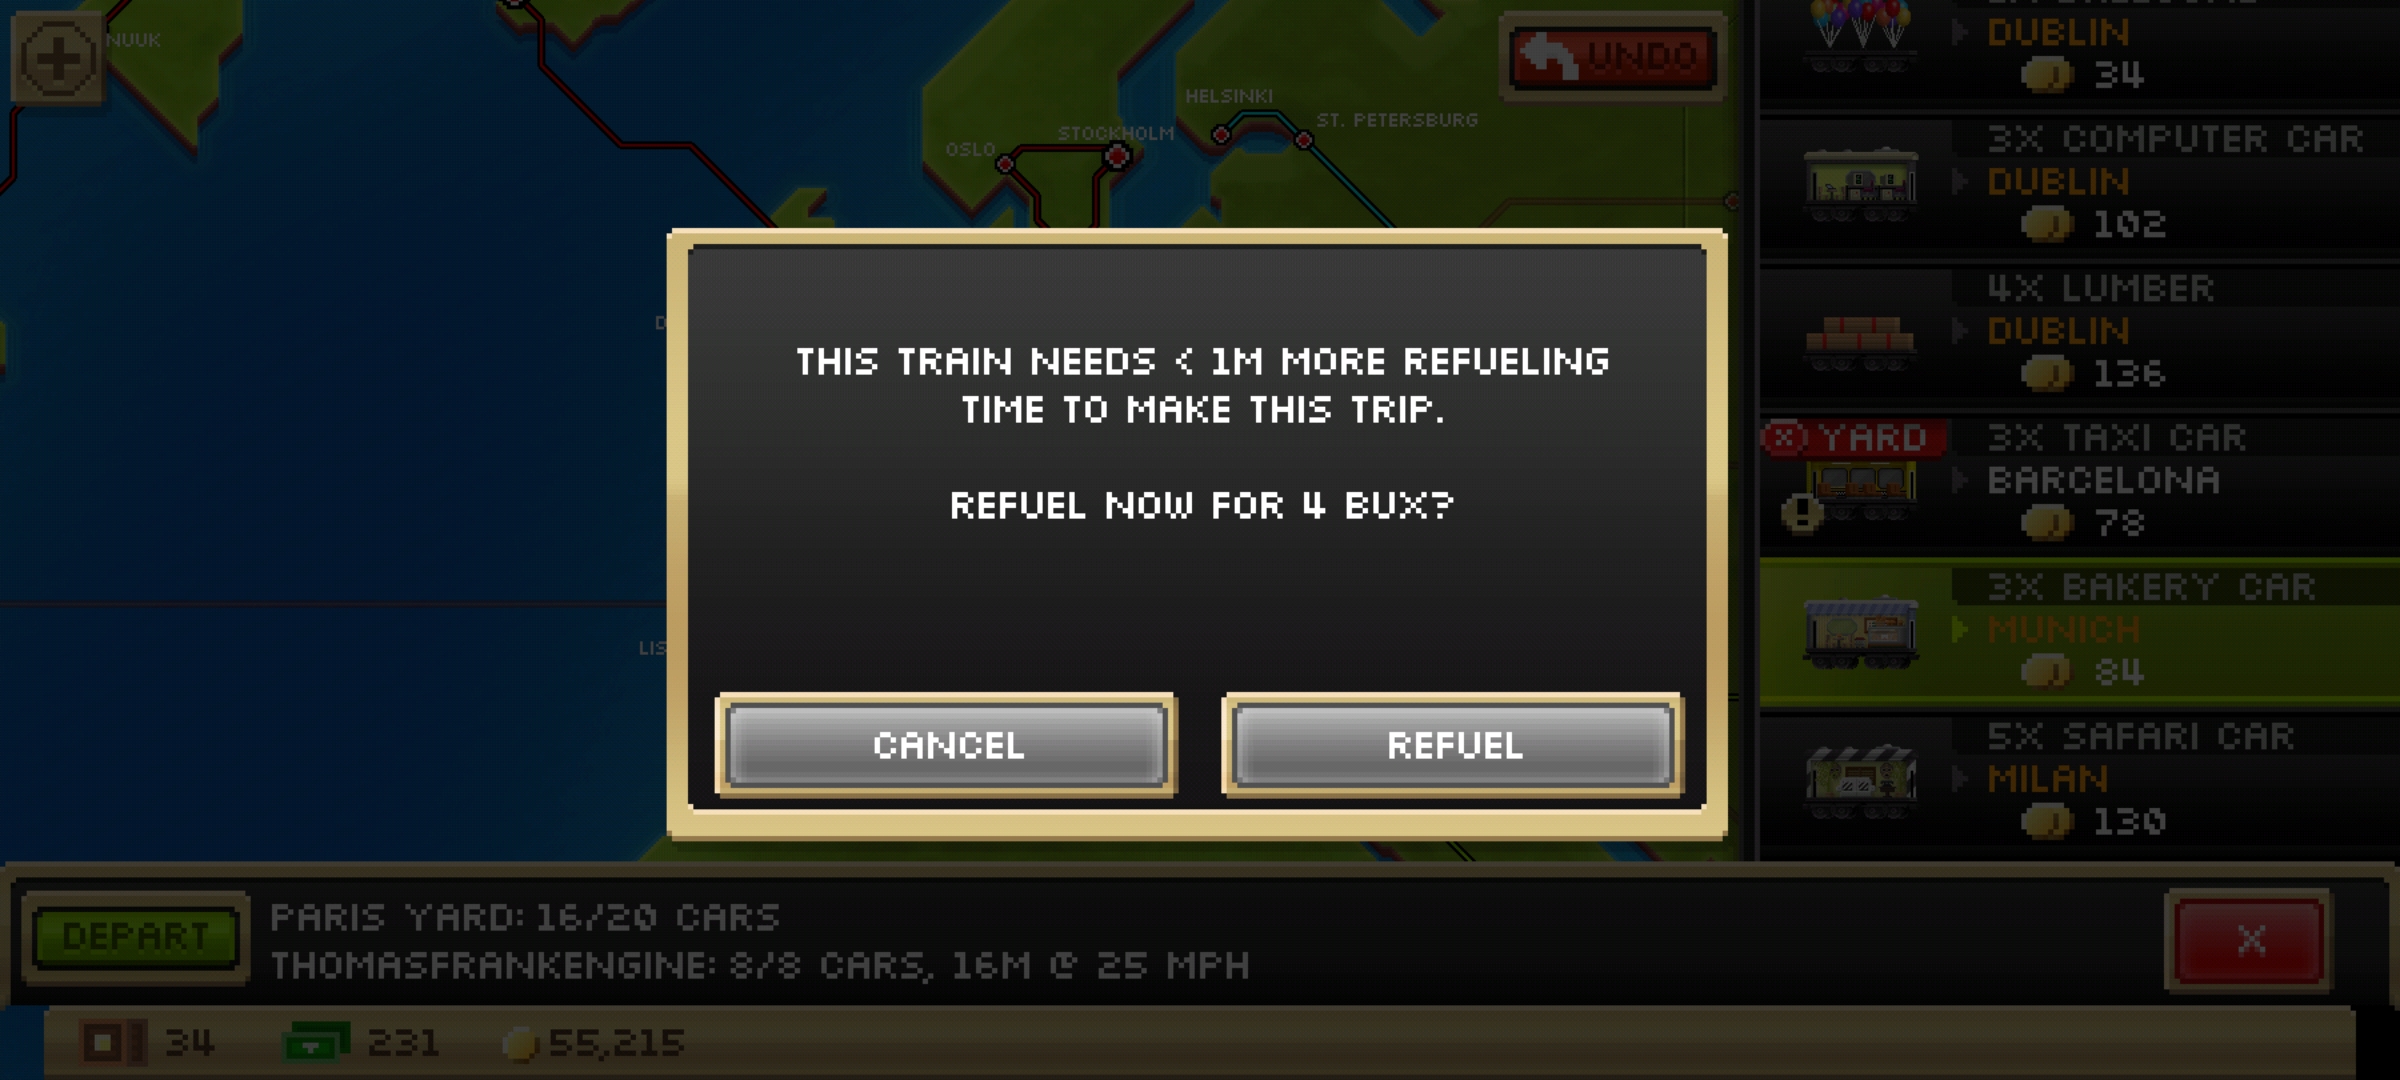 NUUK
UNDO
HELSINKI
ST. PETERSBURG
STOCKHOLM
OSLO
THIS TRAIN NEEDS < 1M MORE REFUELING
TIME TO MAKE THIS TRIP.
REFUEL NOW FOR 4 BUX?
CANCEL
REFUEL
D
LIS
DUBLIN
34
3X COMPUTER CAR
DUBLIN
102
4X LUMBER
DUBLIN
136
X YARD
3X TAXI CAR
BARCELONA
!
78
3X BAKERY CAR
MUNICH
84
5X SAFARI CAR
MILAN
130
DEPART
PARIS YARD: 16/20 CARS
THOMASFRANKENGINE: 8/8 CARS, 16M @ 25 MPH
X
34
231
55,215